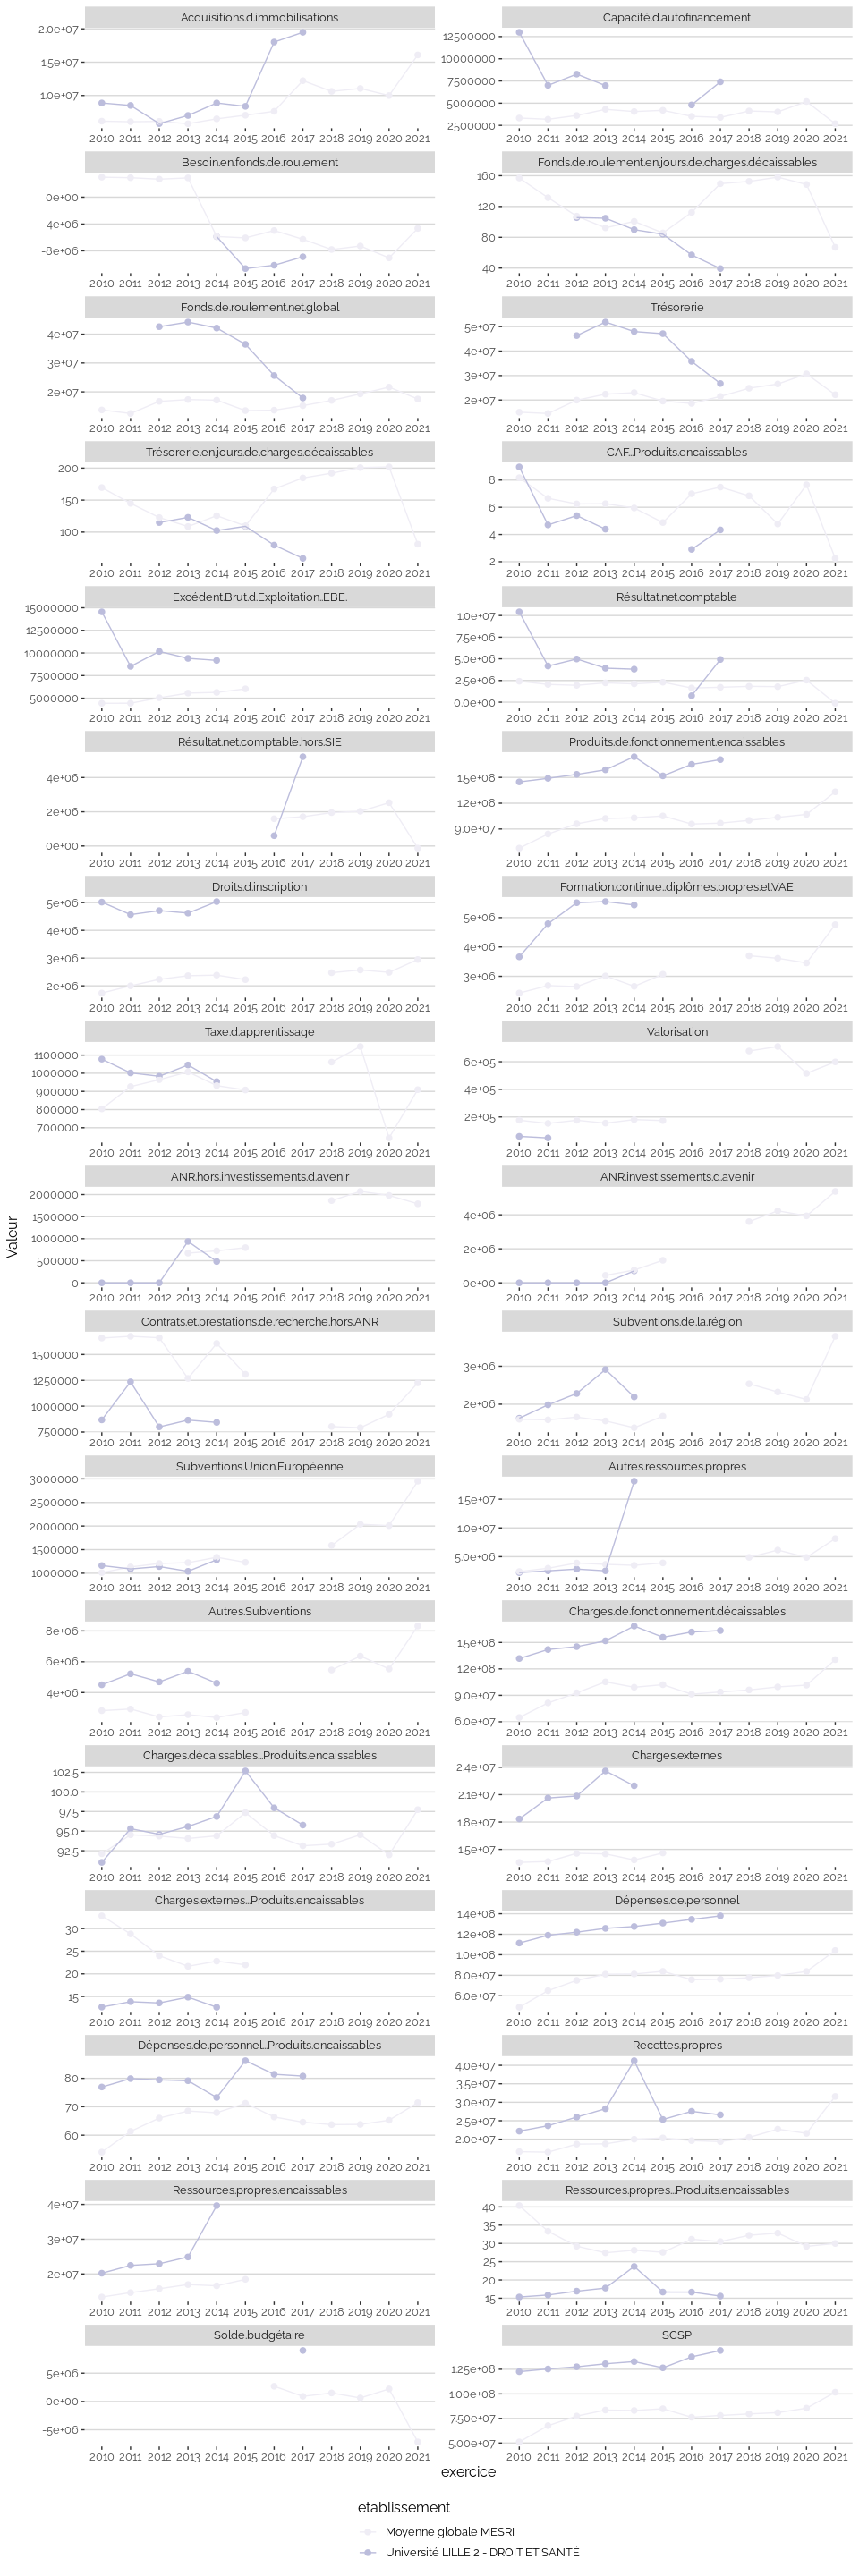 Acquisitions.d.immobilisations
Capacité.d.autofinancement
2.0e+07
1.5e+07
1.0e+07
12500000
10000000
7500000
5000000
2500000
2010 2011 2012 2013 2014 2015 2016 2017 2018 2019 2020 2021
2010 2011 2012 2013 2014 2015 2016 2017 2018 2019 2020 2021
Besoin.en.fonds.de.roulement
Fonds.de.roulement.en.jours.de.charges.décaissables
0e+00
-4e+06
-8e+06
160
120
80
40
2010 2011 2012 2013 2014 2015 2016 2017 2018 2019 2020 2021
2010 2011 2012 2013 2014 2015 2016 2017 2018 2019 2020 2021
Fonds.de.roulement.net.global
Trésorerie
4e+07
3e+07
2e+07
5e+07
4e+07
3e+07
2e+07
2010 2011 2012 2013 2014 2015 2016 2017 2018 2019 2020 2021
2010 2011 2012 2013 2014 2015 2016 2017 2018 2019 2020 2021
Trésorerie.en.jours.de.charges.décaissables
CAF...Produits.encaissables
200
150
100
8
6
4
2
2010 2011 2012 2013 2014 2015 2016 2017 2018 2019 2020 2021
2010 2011 2012 2013 2014 2015 2016 2017 2018 2019 2020 2021
Excédent.Brut.d.Exploitation..EBE.
Résultat.net.comptable
15000000
12500000
10000000
7500000
5000000
1.0e+07
7.5e+06
5.0e+06
2.5e+06
0.0e+00
2010 2011 2012 2013 2014 2015 2016 2017 2018 2019 2020 2021
2010 2011 2012 2013 2014 2015 2016 2017 2018 2019 2020 2021
Résultat.net.comptable.hors.SIE
Produits.de.fonctionnement.encaissables
4e+06
2e+06
0e+00
1.5e+08
1.2e+08
9.0e+07
2010 2011 2012 2013 2014 2015 2016 2017 2018 2019 2020 2021
2010 2011 2012 2013 2014 2015 2016 2017 2018 2019 2020 2021
Droits.d.inscription
Formation.continue..diplômes.propres.et.VAE
5e+06
4e+06
3e+06
2e+06
5e+06
4e+06
3e+06
2010 2011 2012 2013 2014 2015 2016 2017 2018 2019 2020 2021
2010 2011 2012 2013 2014 2015 2016 2017 2018 2019 2020 2021
Taxe.d.apprentissage
Valorisation
1100000
1000000
900000
800000
700000
6e+05
4e+05
2e+05
2010 2011 2012 2013 2014 2015 2016 2017 2018 2019 2020 2021
2010 2011 2012 2013 2014 2015 2016 2017 2018 2019 2020 2021
ANR.hors.investissements.d.avenir
ANR.investissements.d.avenir
2000000
1500000
1000000
500000
0
4e+06
2e+06
0e+00
2010 2011 2012 2013 2014 2015 2016 2017 2018 2019 2020 2021
2010 2011 2012 2013 2014 2015 2016 2017 2018 2019 2020 2021
Valeur
Contrats.et.prestations.de.recherche.hors.ANR
Subventions.de.la.région
1500000
1250000
1000000
750000
3e+06
2e+06
2010 2011 2012 2013 2014 2015 2016 2017 2018 2019 2020 2021
2010 2011 2012 2013 2014 2015 2016 2017 2018 2019 2020 2021
Subventions.Union.Européenne
Autres.ressources.propres
3000000
2500000
2000000
1500000
1000000
1.5e+07
1.0e+07
5.0e+06
2010 2011 2012 2013 2014 2015 2016 2017 2018 2019 2020 2021
2010 2011 2012 2013 2014 2015 2016 2017 2018 2019 2020 2021
Autres.Subventions
Charges.de.fonctionnement.décaissables
8e+06
6e+06
4e+06
1.5e+08
1.2e+08
9.0e+07
6.0e+07
2010 2011 2012 2013 2014 2015 2016 2017 2018 2019 2020 2021
2010 2011 2012 2013 2014 2015 2016 2017 2018 2019 2020 2021
Charges.décaissables...Produits.encaissables
Charges.externes
102.5
100.0
97.5
95.0
92.5
2.4e+07
2.1e+07
1.8e+07
1.5e+07
2010 2011 2012 2013 2014 2015 2016 2017 2018 2019 2020 2021
2010 2011 2012 2013 2014 2015 2016 2017 2018 2019 2020 2021
Charges.externes...Produits.encaissables
Dépenses.de.personnel
30
25
20
15
1.4e+08
1.2e+08
1.0e+08
8.0e+07
6.0e+07
2010 2011 2012 2013 2014 2015 2016 2017 2018 2019 2020 2021
2010 2011 2012 2013 2014 2015 2016 2017 2018 2019 2020 2021
Dépenses.de.personnel...Produits.encaissables
Recettes.propres
80
70
60
4.0e+07
3.5e+07
3.0e+07
2.5e+07
2.0e+07
2010 2011 2012 2013 2014 2015 2016 2017 2018 2019 2020 2021
2010 2011 2012 2013 2014 2015 2016 2017 2018 2019 2020 2021
Ressources.propres.encaissables
Ressources.propres...Produits.encaissables
4e+07
3e+07
2e+07
40
35
30
25
20
15
2010 2011 2012 2013 2014 2015 2016 2017 2018 2019 2020 2021
2010 2011 2012 2013 2014 2015 2016 2017 2018 2019 2020 2021
Solde.budgétaire
SCSP
5e+06
0e+00
-5e+06
1.25e+08
1.00e+08
7.50e+07
5.00e+07
2010 2011 2012 2013 2014 2015 2016 2017 2018 2019 2020 2021
2010 2011 2012 2013 2014 2015 2016 2017 2018 2019 2020 2021
exercice
etablissement
Moyenne globale MESRI
Université LILLE 2 - DROIT ET SANTÉ